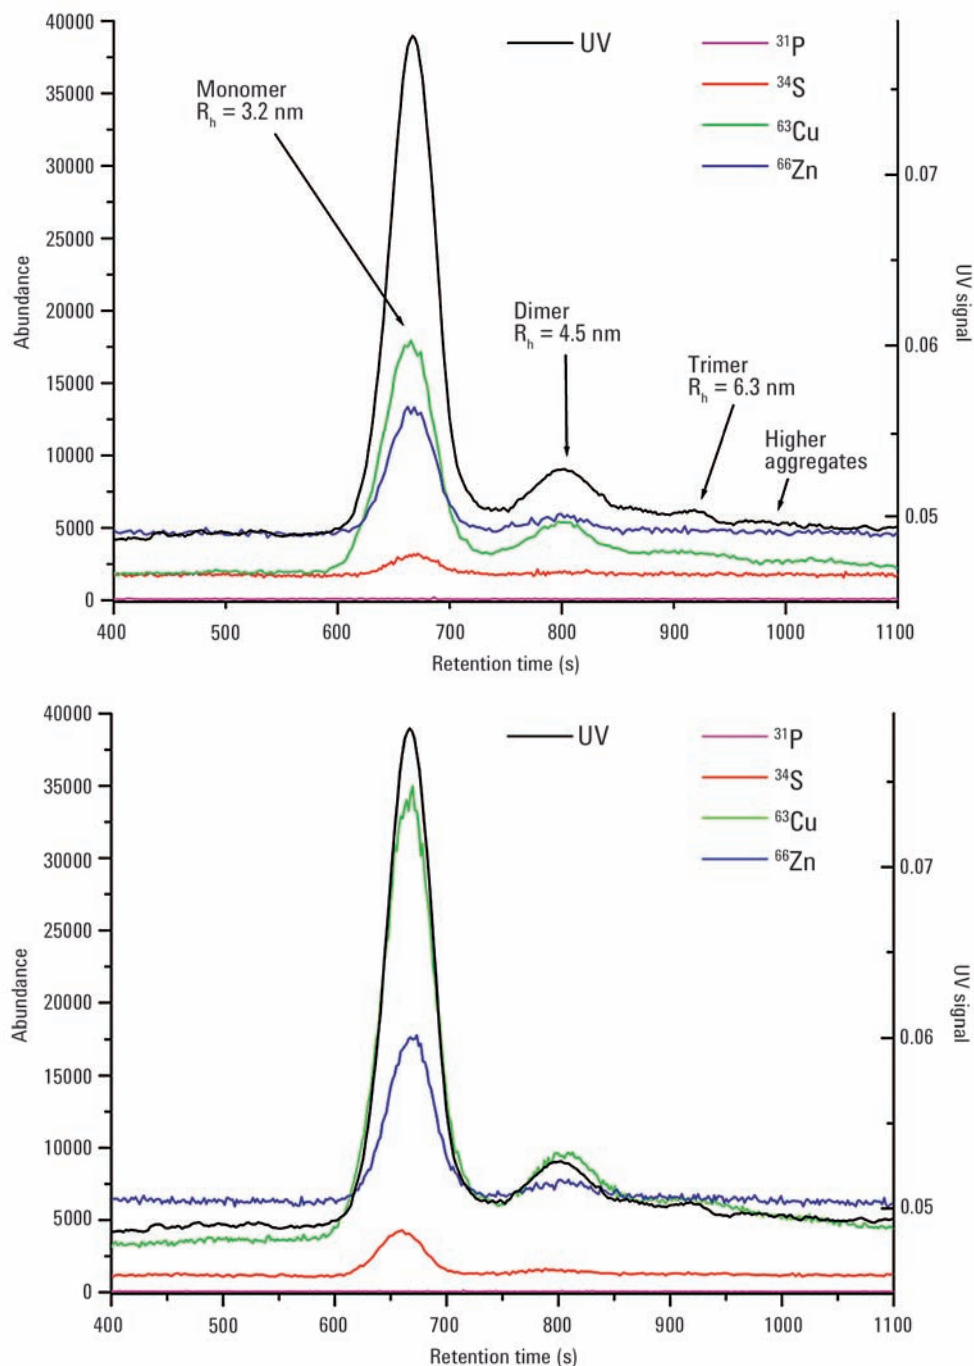 40000
35000
30000
25000
20000
15000
10000
5000
0
Abundance
Monomer
Rₕ = 3.2 nm
UV
³¹P
³⁴S
⁶³Cu
⁶⁶Zn
Dimer
Rₕ = 4.5 nm
Trimer
Rₕ = 6.3 nm
Higher
aggregates
0.07
0.06
0.05
UV signal
400 500 600 700 800 900 1000 1100
Retention time (s)
40000
35000
30000
25000
20000
15000
10000
5000
0
Abundance
UV
³¹P
³⁴S
⁶³Cu
⁶⁶Zn
0.07
0.06
0.05
UV signal
400 500 600 700 800 900 1000 1100
Retention time (s)